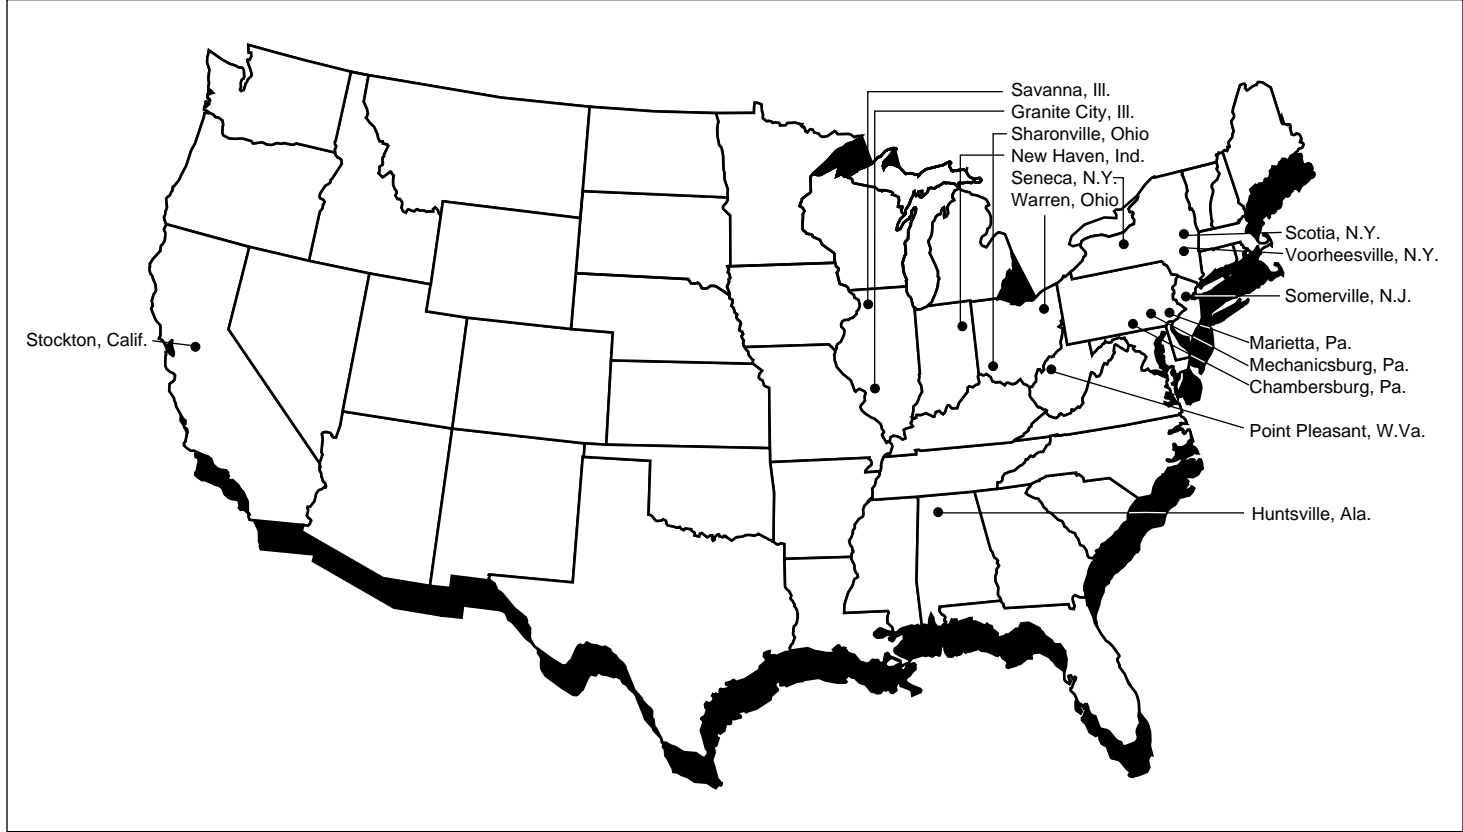 Savanna, Ill.
Granite City, Ill.
Sharonville, Ohio
New Haven, Ind.
Seneca, N.Y.
Warren, Ohio
Scotia, N.Y.
Voorheesville, N.Y.
Somerville, N.J.
Stockton, Calif.
Marietta, Pa.
Mechanicsburg, Pa.
Chambersburg, Pa.
Point Pleasant, W.Va.
Huntsville, Ala.